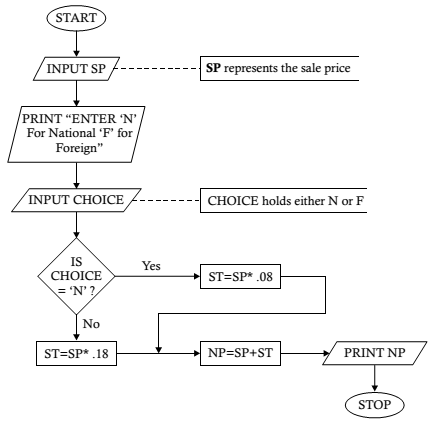 START
INPUT SP
SP represents the sale price
PRINT “ENTER ‘N’
For National ‘F’ for
Foreign”
INPUT CHOICE
CHOICE holds either N or F
IS
CHOICE
= ‘N’ ?
Yes
ST=SP* .08
No
ST=SP* .18
NP=SP+ST
PRINT NP
STOP